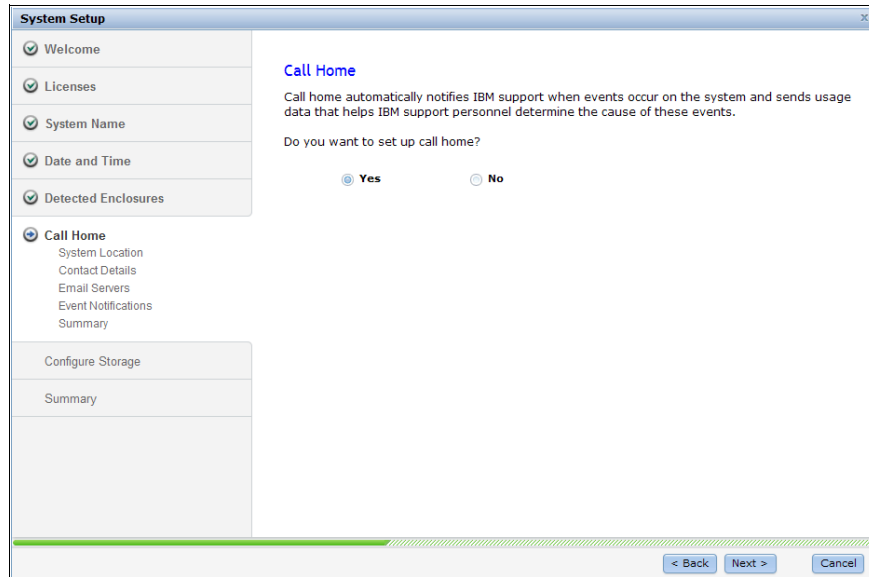 System Setup
x
Welcome
Licenses
System Name
Date and Time
Detected Enclosures
Call Home
System Location
Contact Details
Email Servers
Event Notifications
Summary
Configure Storage
Summary
Call Home
Call home automatically notifies IBM support when events occur on the system and sends usage
data that helps IBM support personnel determine the cause of these events.
Do you want to set up call home?
Yes No
< Back Next > Cancel